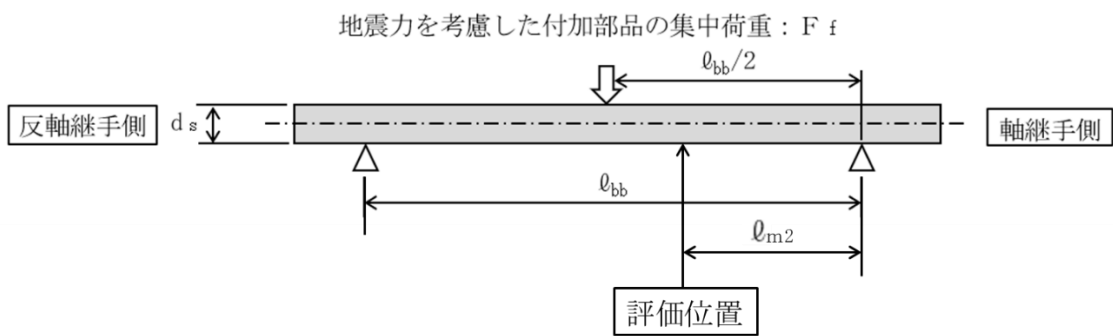 地震力を考慮した付加部品の集中荷重：Ｆｆ
ℓbb/2
反軸継手側
ds
軸継手側
ℓbb
ℓm2
評価位置